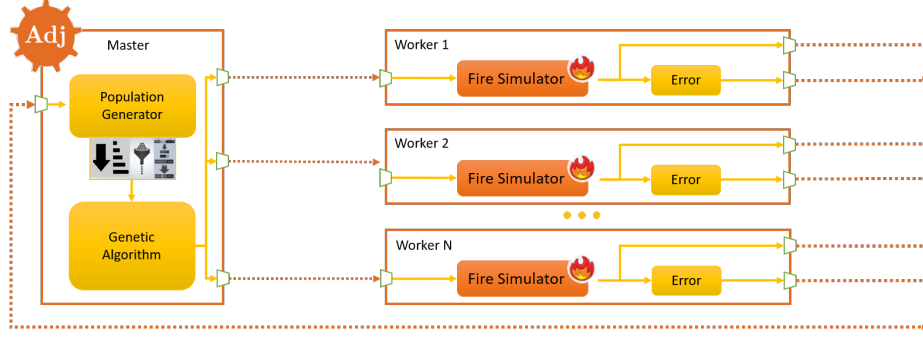 Adj
Master
Population
Generator
Genetic
Algorithm
Worker 1
Fire Simulator
Error
Worker 2
Fire Simulator
Error
Worker N
Fire Simulator
Error